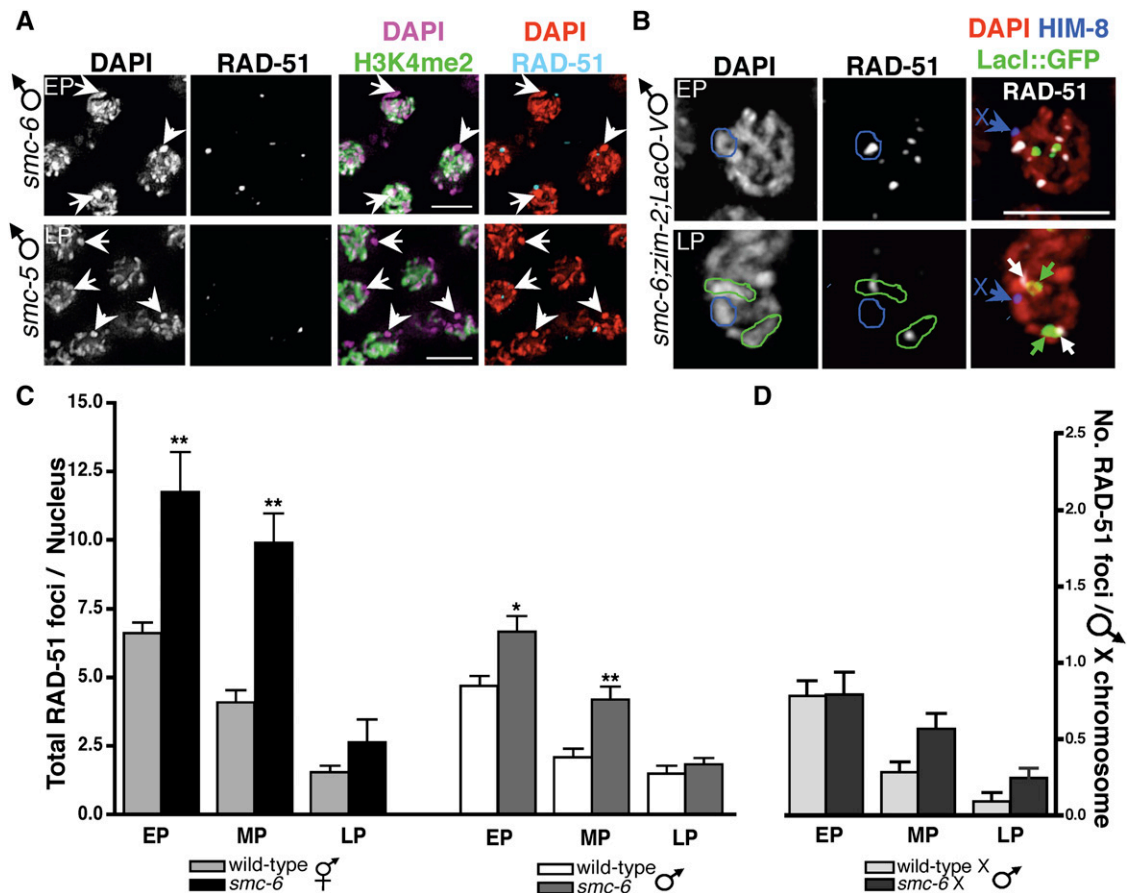 A
DAPI
RAD-51
DAPI
H3K4me2
DAPI
RAD-51
smc-6 ♂
EP
smc-5 ♂
LP
B
DAPI
RAD-51
DAPI HIM-8
LacI::GFP
RAD-51
smc-6;zim-2;LacO-V♂
EP
X
LP
X
C
Total RAD-51 foci / Nucleus
15.0
12.5
10.0
7.5
5.0
2.5
0.0
**
**
*
**
EP MP LP
EP MP LP
wild-type
smc-6
⚥
wild-type
smc-6
♂
D
No. RAD-51 foci /♂ X chromosome
2.5
2.0
1.5
1.0
0.5
0.0
EP MP LP
wild-type X
smc-6 X
♂